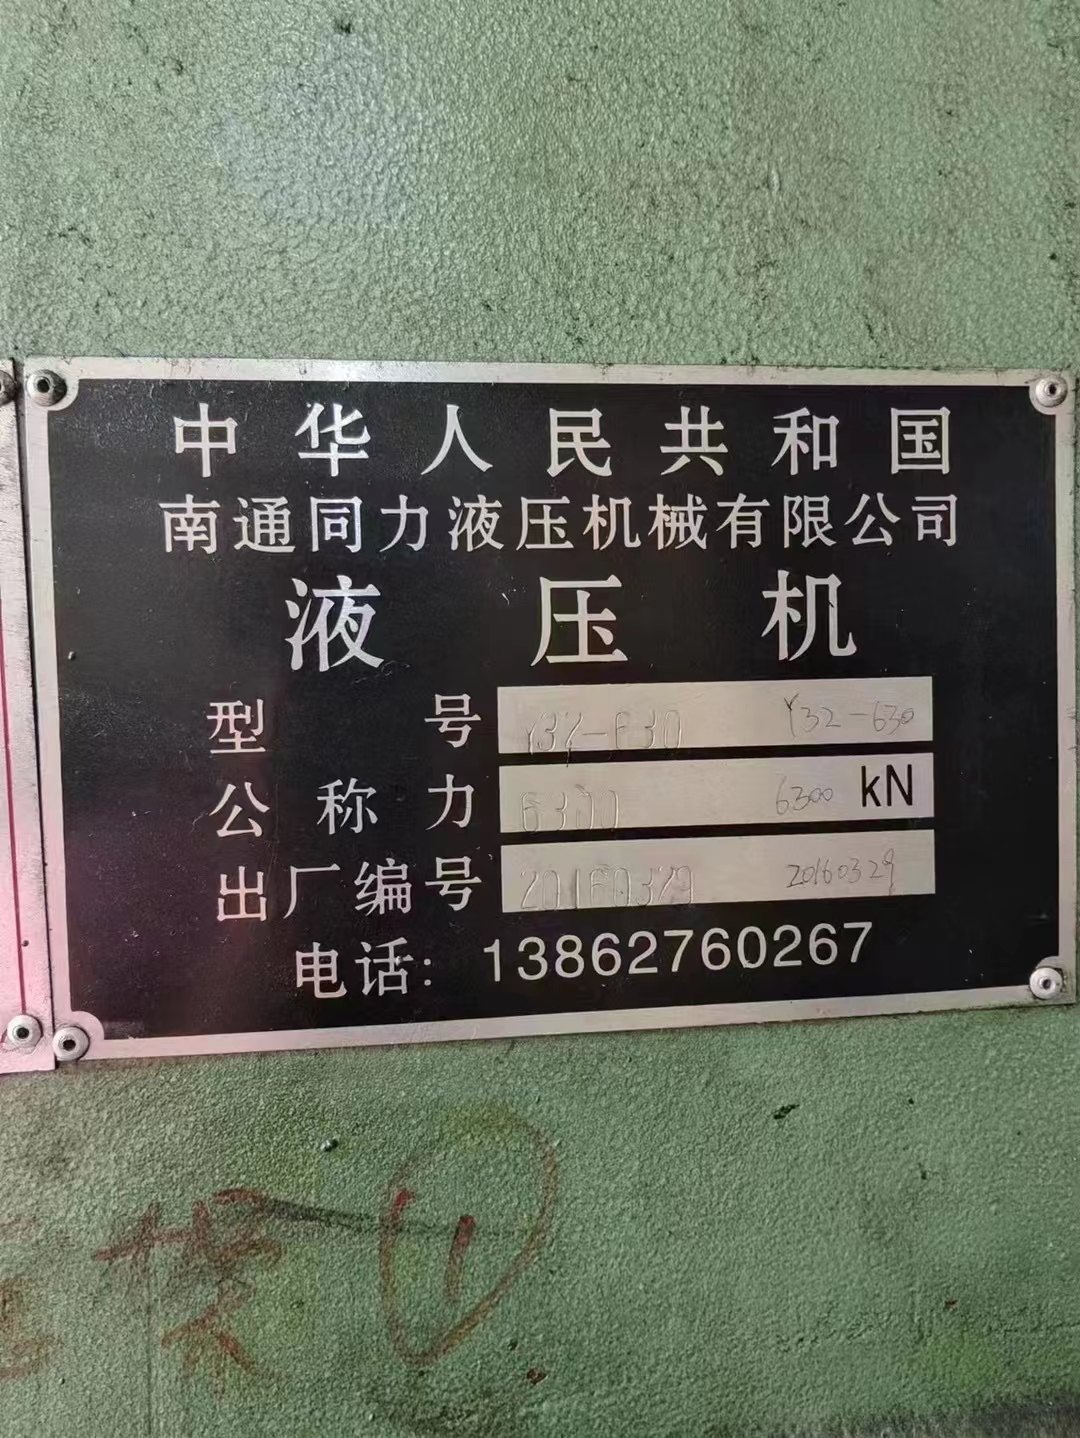 中华人民共和国
南通同力液压机械有限公司
液压机
型号 Y32-630 Y32-630
公称力 6300 6300 kN
出厂编号 20160329 20160329
电话: 13862760267
1